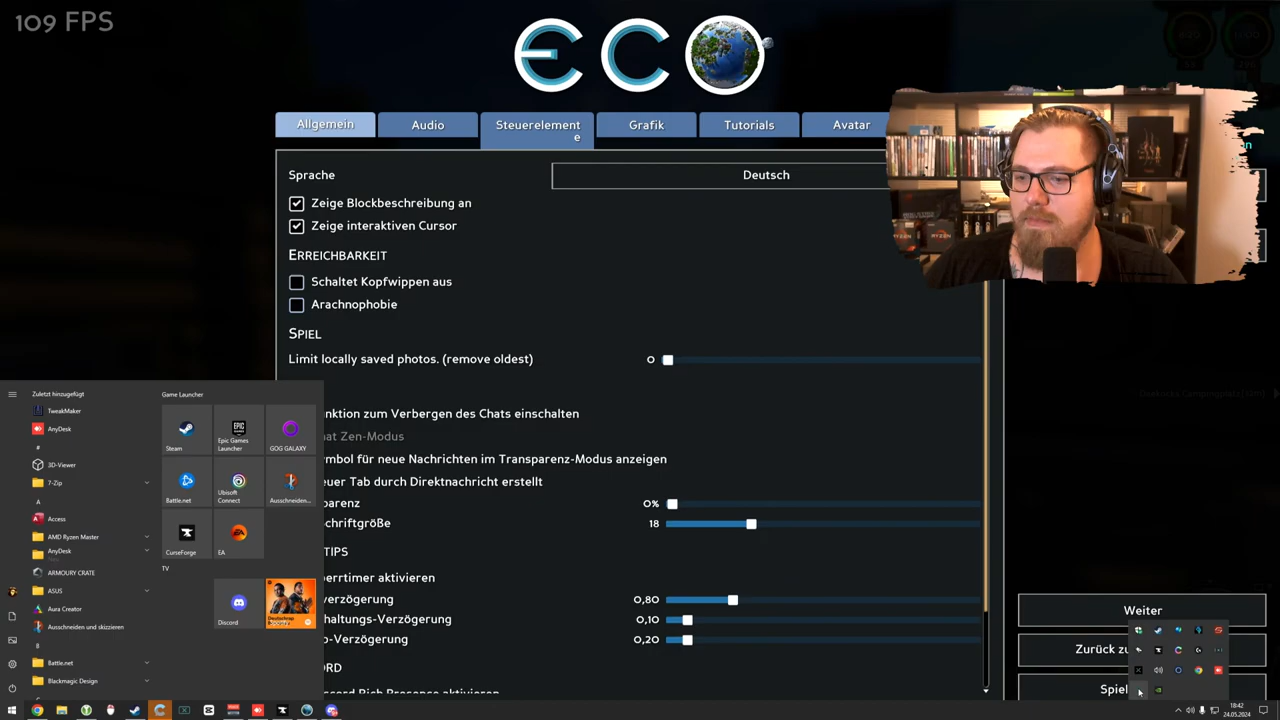 109 FPS
ECO
Allgemein
Audio
Steuerelement
e
Grafik
Tutorials
Avatar
Sprache
Deutsch
Zeige Blockbeschreibung an
Zeige interaktiven Cursor
ERREICHBARKEIT
Schaltet Kopfwippen aus
Arachnophobie
SPIEL
Limit locally saved photos. (remove oldest)
0
nktion zum Verbergen des Chats einschalten
at Zen-Modus
ymbol für neue Nachrichten im Transparenz-Modus anzeigen
euer Tab durch Direktnachricht erstellt
parenz
0%
chriftgröße
18
TIPS
perrtimer aktivieren
verzögerung
0,80
haltungs-Verzögerung
0,10
o-Verzögerung
0,20
ORD
Weiter
Zurück zu
Spiel
Zuletzt hinzugefügt
TweakMaker
AnyDesk
#
3D-Viewer
7-Zip
A
Access
AMD Ryzen Master
AnyDesk
ARMOURY CRATE
ASUS
Aura Creator
Ausschneiden und skizzieren
B
Battle.net
Blackmagic Design
Game Launcher
Steam
Epic Games
Launcher
GOG GALAXY
Battle.net
Ubisoft
Connect
Ausschneiden...
CurseForge
EA
TV
Discord
18:42
24.05.2024